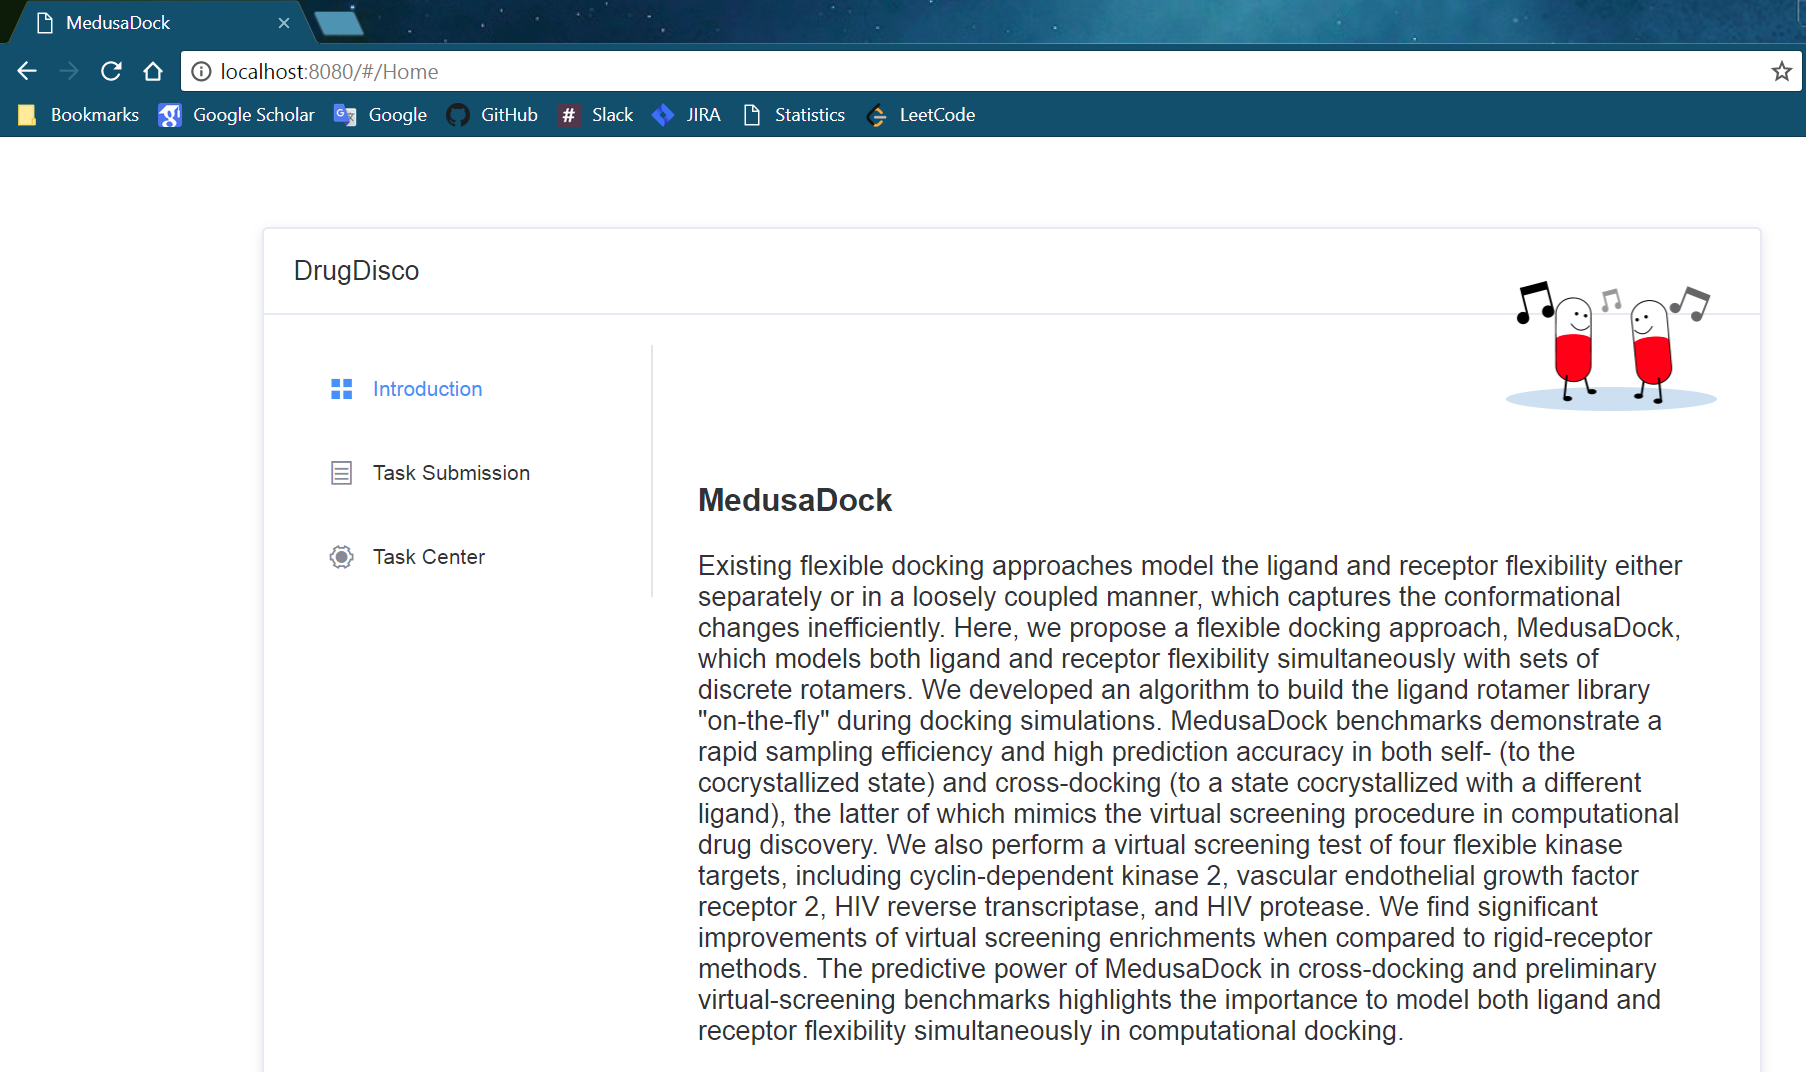 MedusaDock
localhost:8080/#/Home
Bookmarks Google Scholar Google GitHub # Slack JIRA Statistics LeetCode
DrugDisco
Introduction
Task Submission
Task Center
MedusaDock
Existing flexible docking approaches model the ligand and receptor flexibility either
separately or in a loosely coupled manner, which captures the conformational
changes inefficiently. Here, we propose a flexible docking approach, MedusaDock,
which models both ligand and receptor flexibility simultaneously with sets of
discrete rotamers. We developed an algorithm to build the ligand rotamer library
"on-the-fly" during docking simulations. MedusaDock benchmarks demonstrate a
rapid sampling efficiency and high prediction accuracy in both self- (to the
cocrystallized state) and cross-docking (to a state cocrystallized with a different
ligand), the latter of which mimics the virtual screening procedure in computational
drug discovery. We also perform a virtual screening test of four flexible kinase
targets, including cyclin-dependent kinase 2, vascular endothelial growth factor
receptor 2, HIV reverse transcriptase, and HIV protease. We find significant
improvements of virtual screening enrichments when compared to rigid-receptor
methods. The predictive power of MedusaDock in cross-docking and preliminary
virtual-screening benchmarks highlights the importance to model both ligand and
receptor flexibility simultaneously in computational docking.